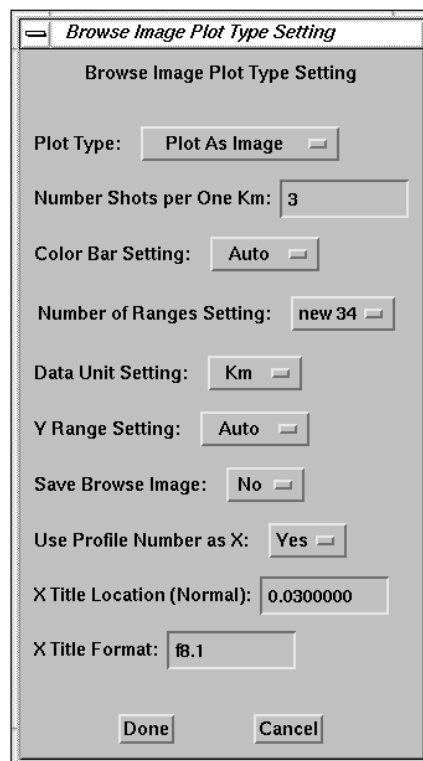 Browse Image Plot Type Setting
Browse Image Plot Type Setting
Plot Type: Plot As Image
Number Shots per One Km: 3
Color Bar Setting: Auto
Number of Ranges Setting: new 34
Data Unit Setting: Km
Y Range Setting: Auto
Save Browse Image: No
Use Profile Number as X: Yes
X Title Location (Normal): 0.0300000
X Title Format: f8.1
Done Cancel